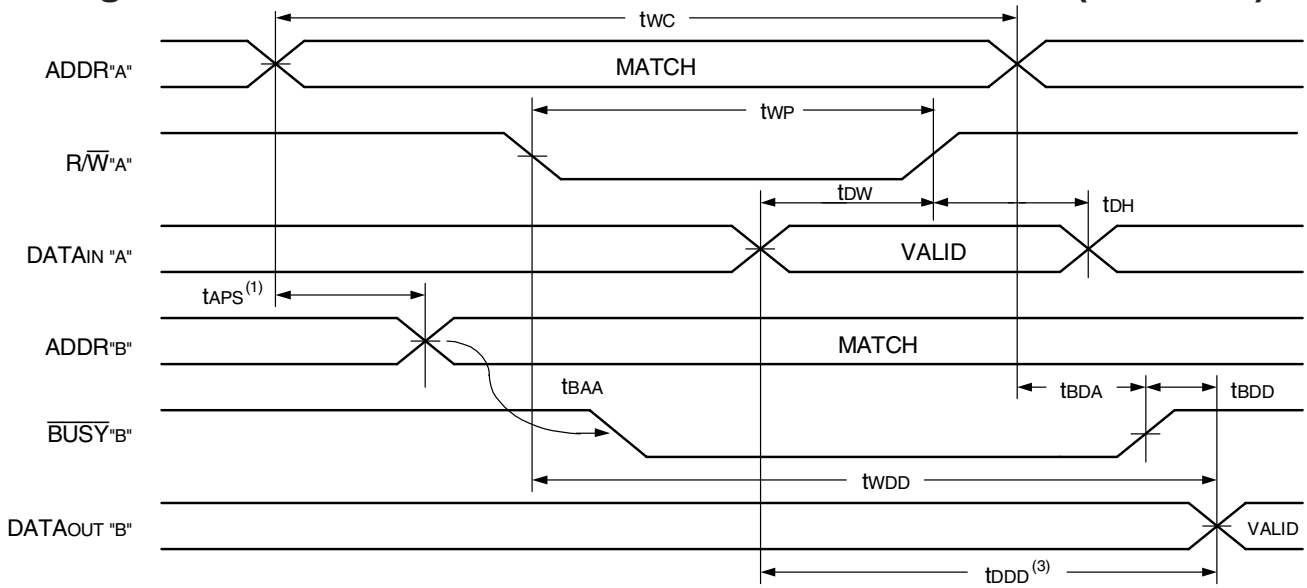 tWC
ADDR"A"
MATCH
tWP
R/W̅"A"
tDW
tDH
DATAIN "A"
VALID
tAPS(1)
ADDR"B"
MATCH
tBAA
tBDA
tBDD
B̅U̅S̅Y̅"B"
tWDD
DATAOUT "B"
VALID
tDDD(3)